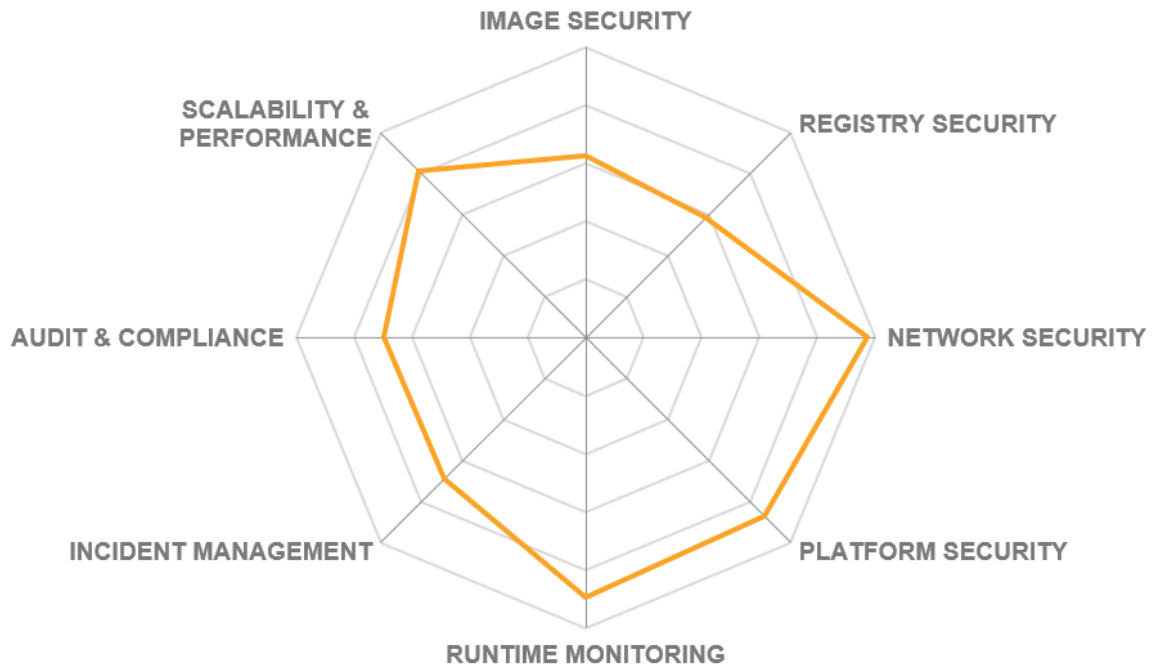 IMAGE SECURITY
SCALABILITY &
PERFORMANCE
REGISTRY SECURITY
AUDIT & COMPLIANCE
NETWORK SECURITY
INCIDENT MANAGEMENT
PLATFORM SECURITY
RUNTIME MONITORING